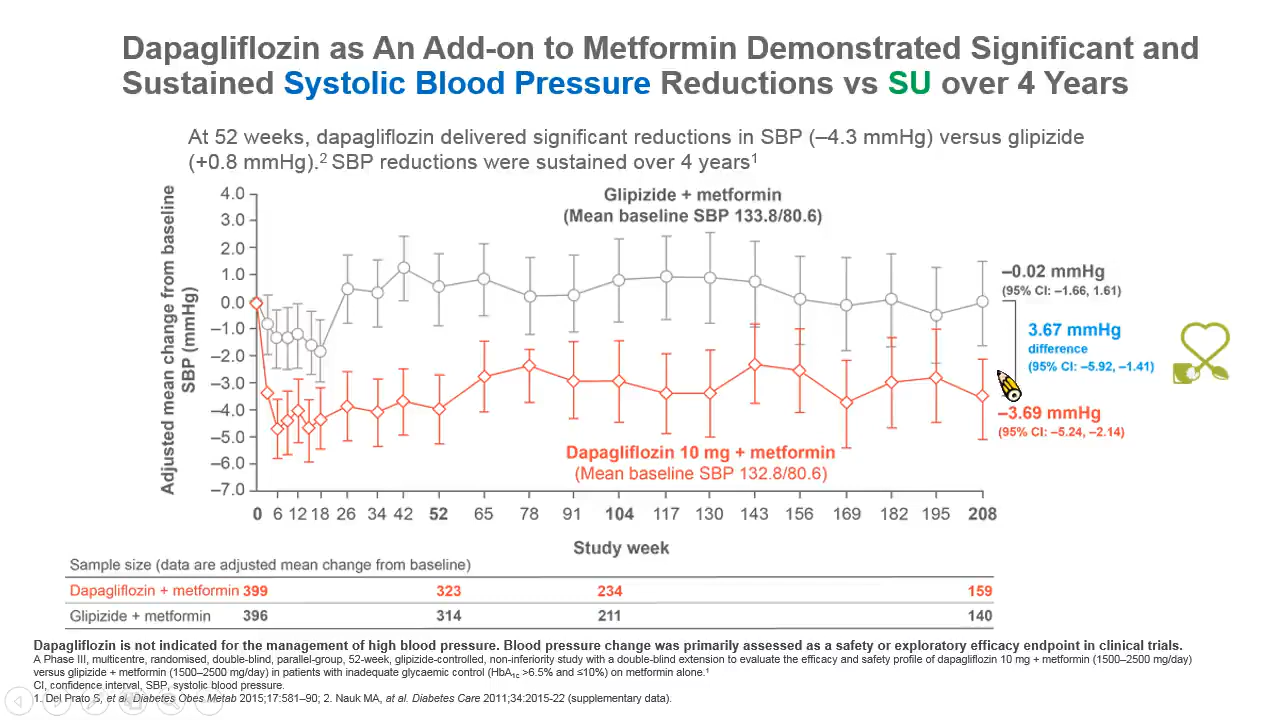 Dapagliflozin as An Add-on to Metformin Demonstrated Significant and
Sustained Systolic Blood Pressure Reductions vs SU over 4 Years
At 52 weeks, dapagliflozin delivered significant reductions in SBP (–4.3 mmHg) versus glipizide
(+0.8 mmHg).² SBP reductions were sustained over 4 years¹
Adjusted mean change from baseline
SBP (mmHg)
4.0
3.0
2.0
1.0
0.0
–1.0
–2.0
–3.0
–4.0
–5.0
–6.0
–7.0
Glipizide + metformin
(Mean baseline SBP 133.8/80.6)
–0.02 mmHg
(95% CI: –1.66, 1.61)
3.67 mmHg
difference
(95% CI: –5.92, –1.41)
–3.69 mmHg
(95% CI: –5.24, –2.14)
Dapagliflozin 10 mg + metformin
(Mean baseline SBP 132.8/80.6)
0 6 12 18 26 34 42 52 65 78 91 104 117 130 143 156 169 182 195 208
Study week
Sample size (data are adjusted mean change from baseline)
Dapagliflozin + metformin 399 323 234 159
Glipizide + metformin 396 314 211 140
Dapagliflozin is not indicated for the management of high blood pressure. Blood pressure change was primarily assessed as a safety or exploratory efficacy endpoint in clinical trials.
A Phase III, multicentre, randomised, double-blind, parallel-group, 52-week, glipizide-controlled, non-inferiority study with a double-blind extension to evaluate the efficacy and safety profile of dapagliflozin 10 mg + metformin (1500–2500 mg/day)
versus glipizide + metformin (1500–2500 mg/day) in patients with inadequate glycaemic control (HbA1c >6.5% and ≤10%) on metformin alone.¹
CI, confidence interval, SBP, systolic blood pressure.
1. Del Prato S, et al. Diabetes Obes Metab 2015;17:581–90; 2. Nauk MA, at al. Diabetes Care 2011;34:2015-22 (supplementary data).